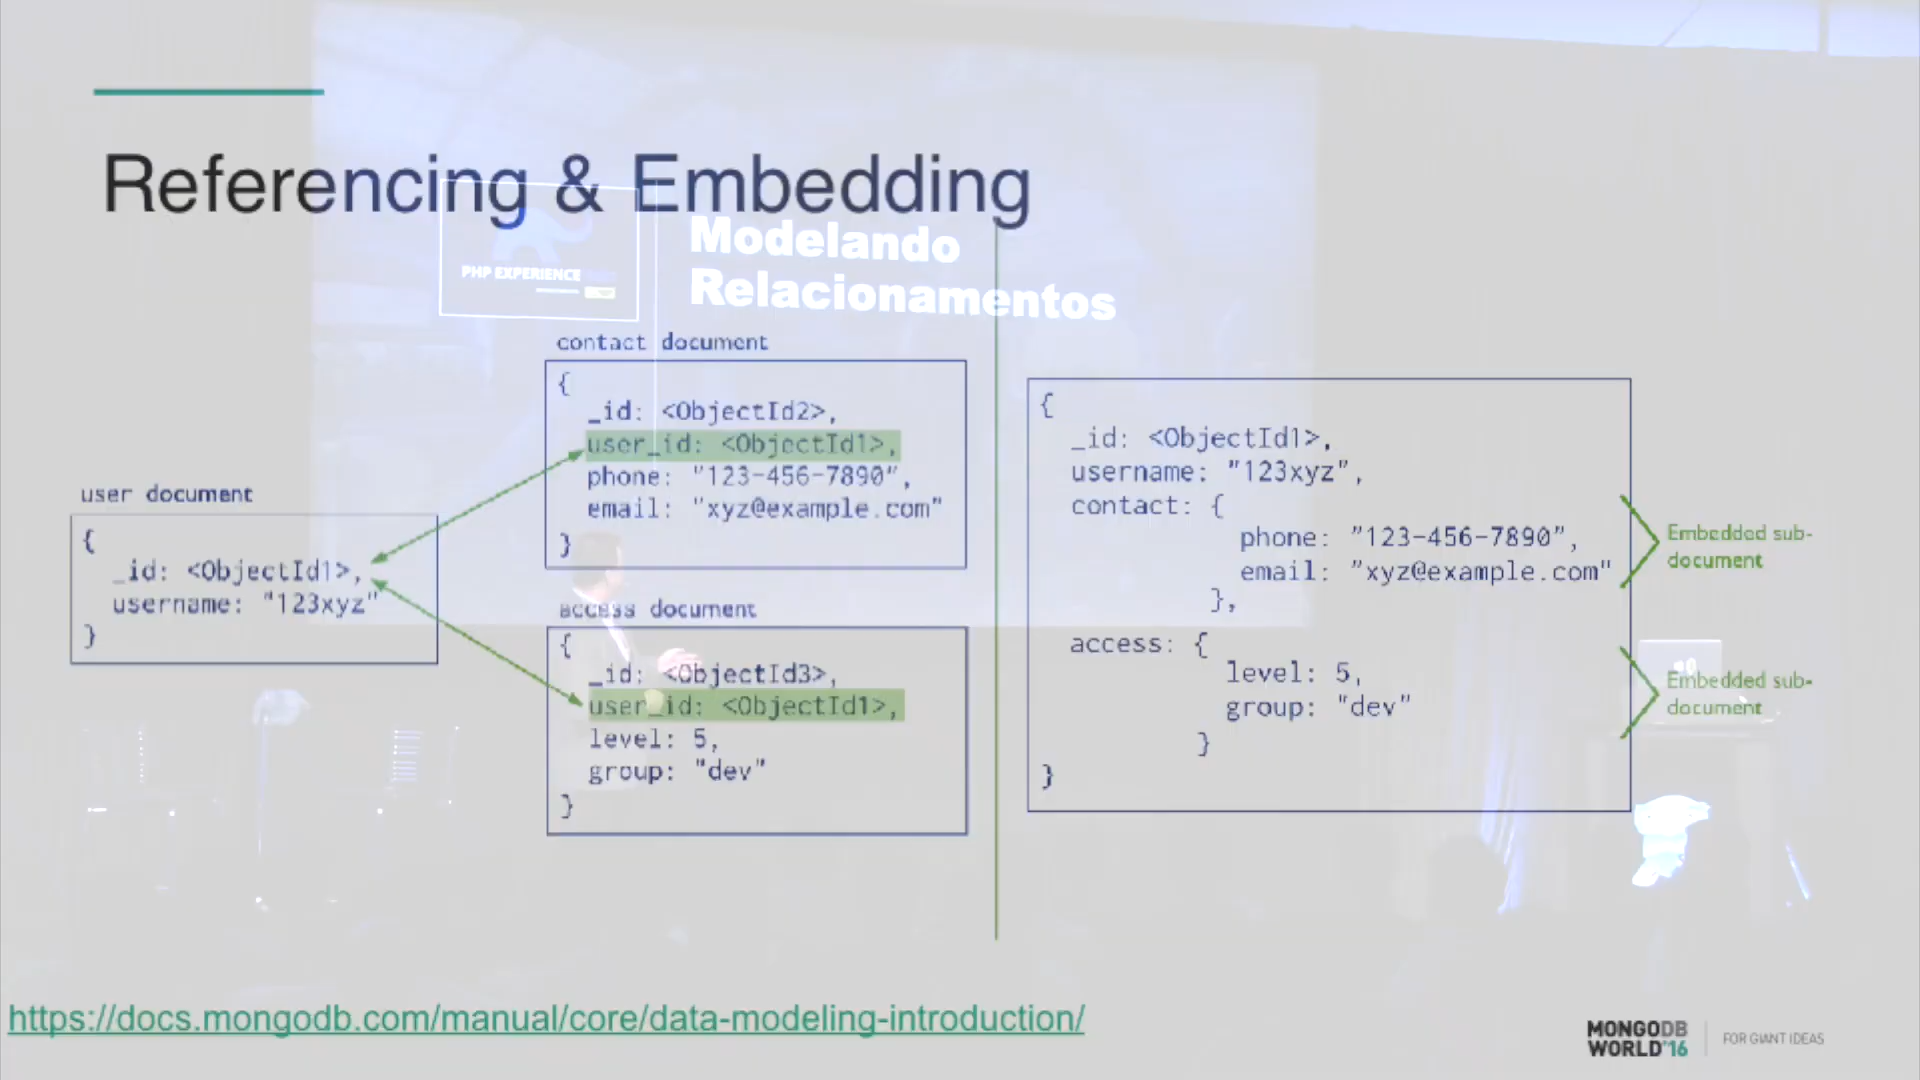 Referencing & Embedding
PHP EXPERIENCE
Modelando
Relacionamentos
user document
{
_id: <ObjectId1>,
username: "123xyz"
}
contact document
{
_id: <ObjectId2>,
user_id: <ObjectId1>,
phone: "123-456-7890",
email: "xyz@example.com"
}
access document
{
_id: <ObjectId3>,
user_id: <ObjectId1>,
level: 5,
group: "dev"
}
{
_id: <ObjectId1>,
username: "123xyz",
contact: {
phone: "123-456-7890",
email: "xyz@example.com"
},
access: {
level: 5,
group: "dev"
}
}
Embedded sub-
document
Embedded sub-
document
https://docs.mongodb.com/manual/core/data-modeling-introduction/
MONGODB
WORLD'16
FOR GIANT IDEAS